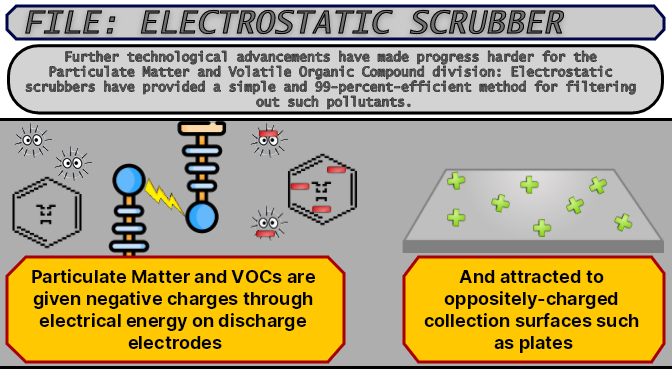 FILE: ELECTROSTATIC SCRUBBER
Further technological advancements have made progress harder for the
Particulate Matter and Volatile Organic Compound division: Electrostatic
scrubbers have provided a simple and 99-percent-efficient method for filtering
out such pollutants.
Particulate Matter and VOCs are
given negative charges through
electrical energy on discharge
electrodes
And attracted to
oppositely-charged
collection surfaces such
as plates